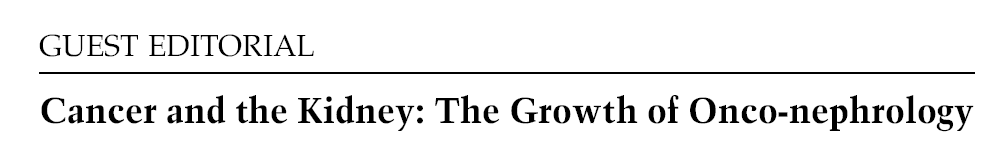 GUEST EDITORIAL
Cancer and the Kidney: The Growth of Onco-nephrology